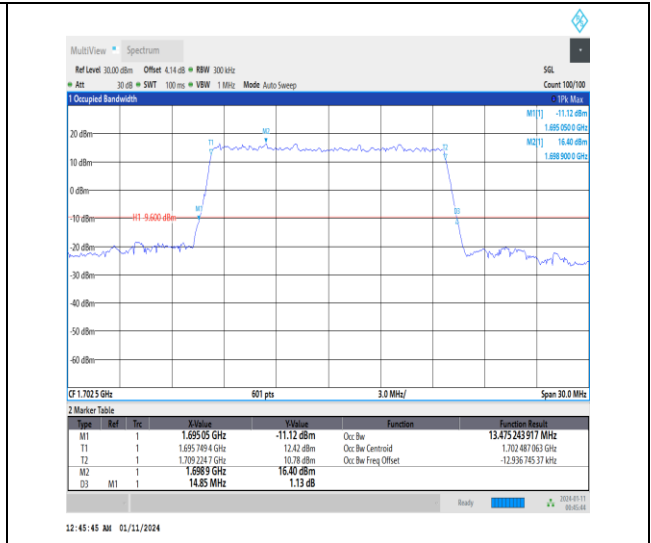 MultiView Spectrum
Ref Level 30.00 dBm Offset 4.14 dB RBW 300 kHz SGL
Att 30 dB SWT 100 ms VBW 1 MHz Mode Auto Sweep Count 100/100
1 Occupied Bandwidth 1Pk Max
M1[1] -11.12 dBm
1.695 050 0 GHz
M2[1] 16.40 dBm
1.698 900 0 GHz
20 dBm
M2
T1
T2
10 dBm
0 dBm
M1
D3
-10 dBm H1 -9.600 dBm
-20 dBm
-30 dBm
-40 dBm
-50 dBm
-60 dBm
CF 1.702 5 GHz 601 pts 3.0 MHz/ Span 30.0 MHz
2 Marker Table
Type Ref Trc X-Value Y-Value Function Function Result
M1 1 1.695 05 GHz -11.12 dBm Occ Bw 13.475 243 917 MHz
T1 1 1.695 749 4 GHz 12.42 dBm Occ Bw Centroid 1.702 487 063 GHz
T2 1 1.709 224 7 GHz 10.78 dBm Occ Bw Freq Offset -12.936 745 37 kHz
M2 1 1.698 9 GHz 16.40 dBm
D3 M1 1 14.85 MHz 1.13 dB
Ready 2024-01-11
00:45:44
12:45:45 AM 01/11/2024